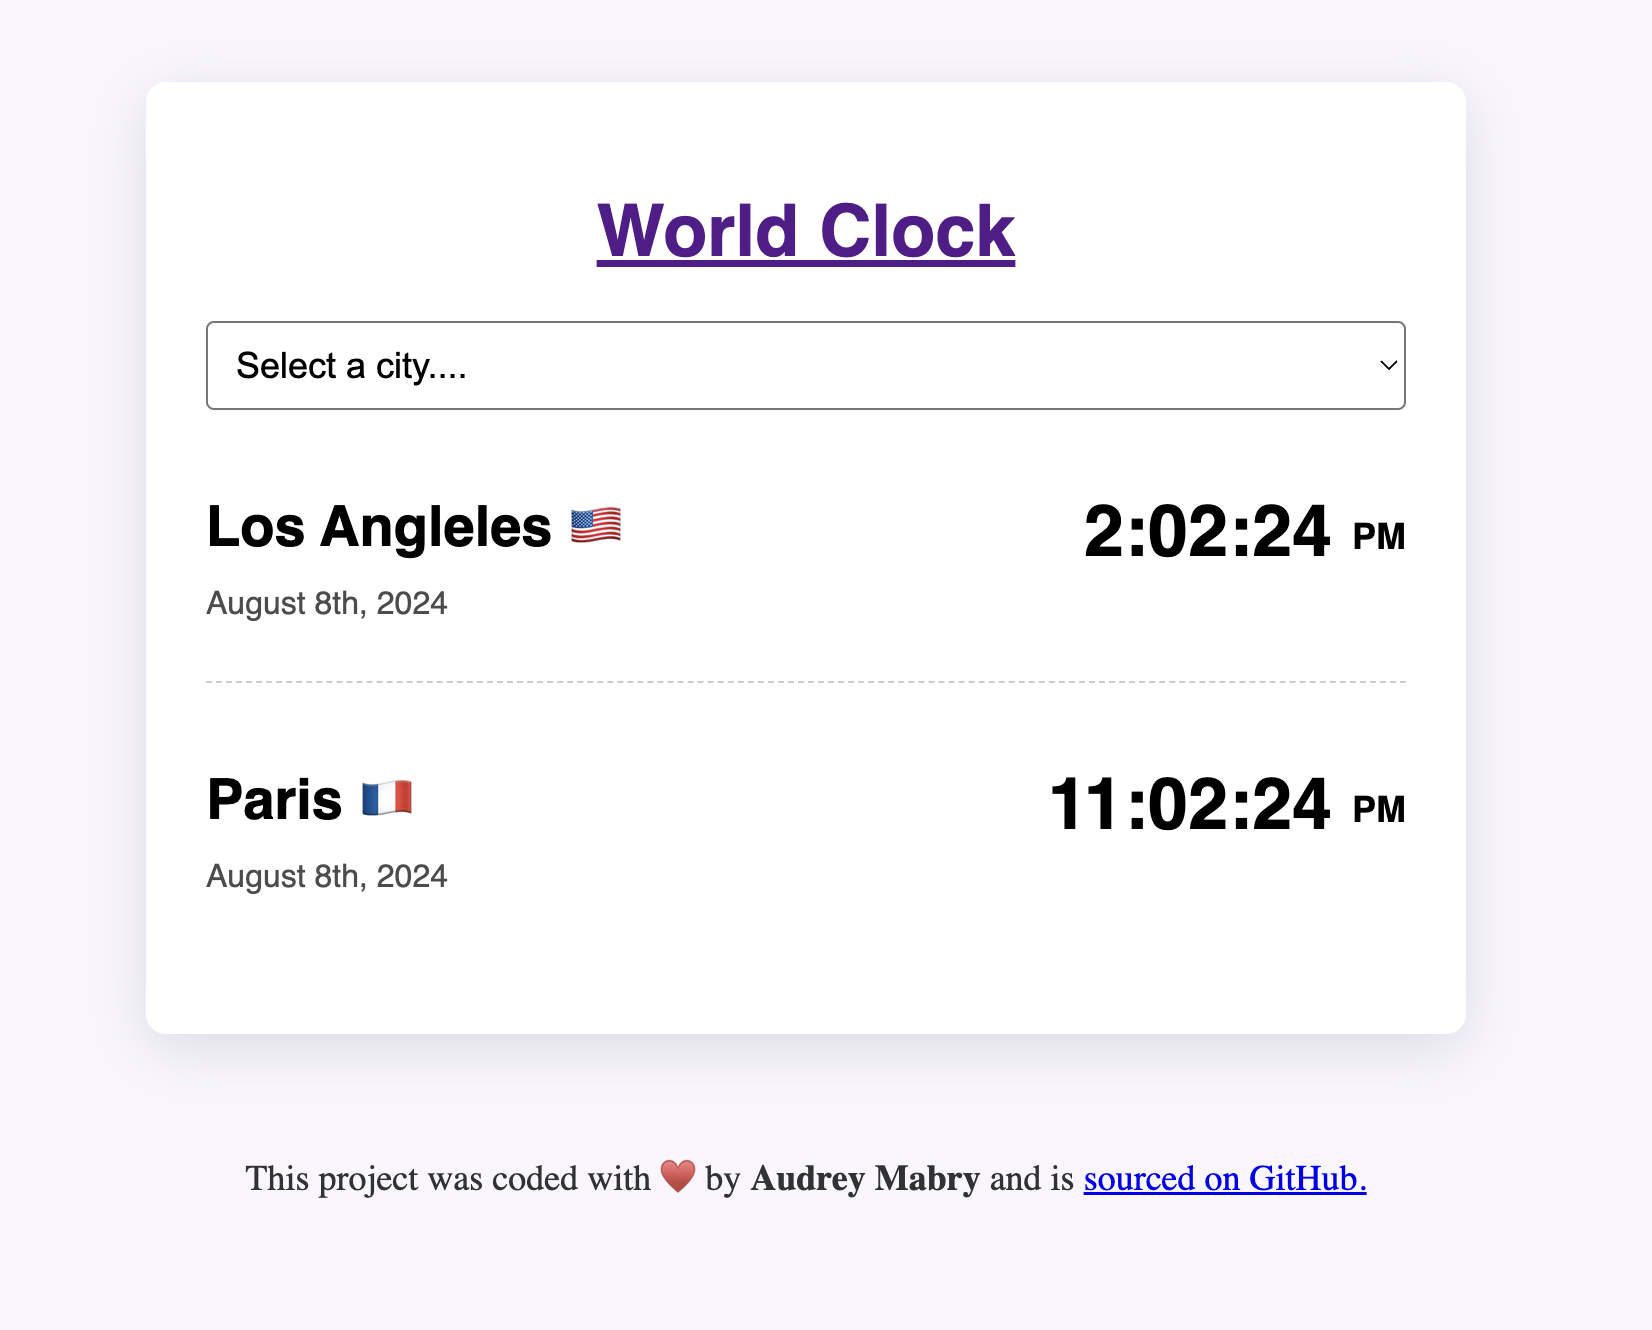 World Clock
Select a city....
Los Angleles 🇺🇸 2:02:24 PM
August 8th, 2024
Paris 🇫🇷 11:02:24 PM
August 8th, 2024
This project was coded with ❤️ by Audrey Mabry and is sourced on GitHub.